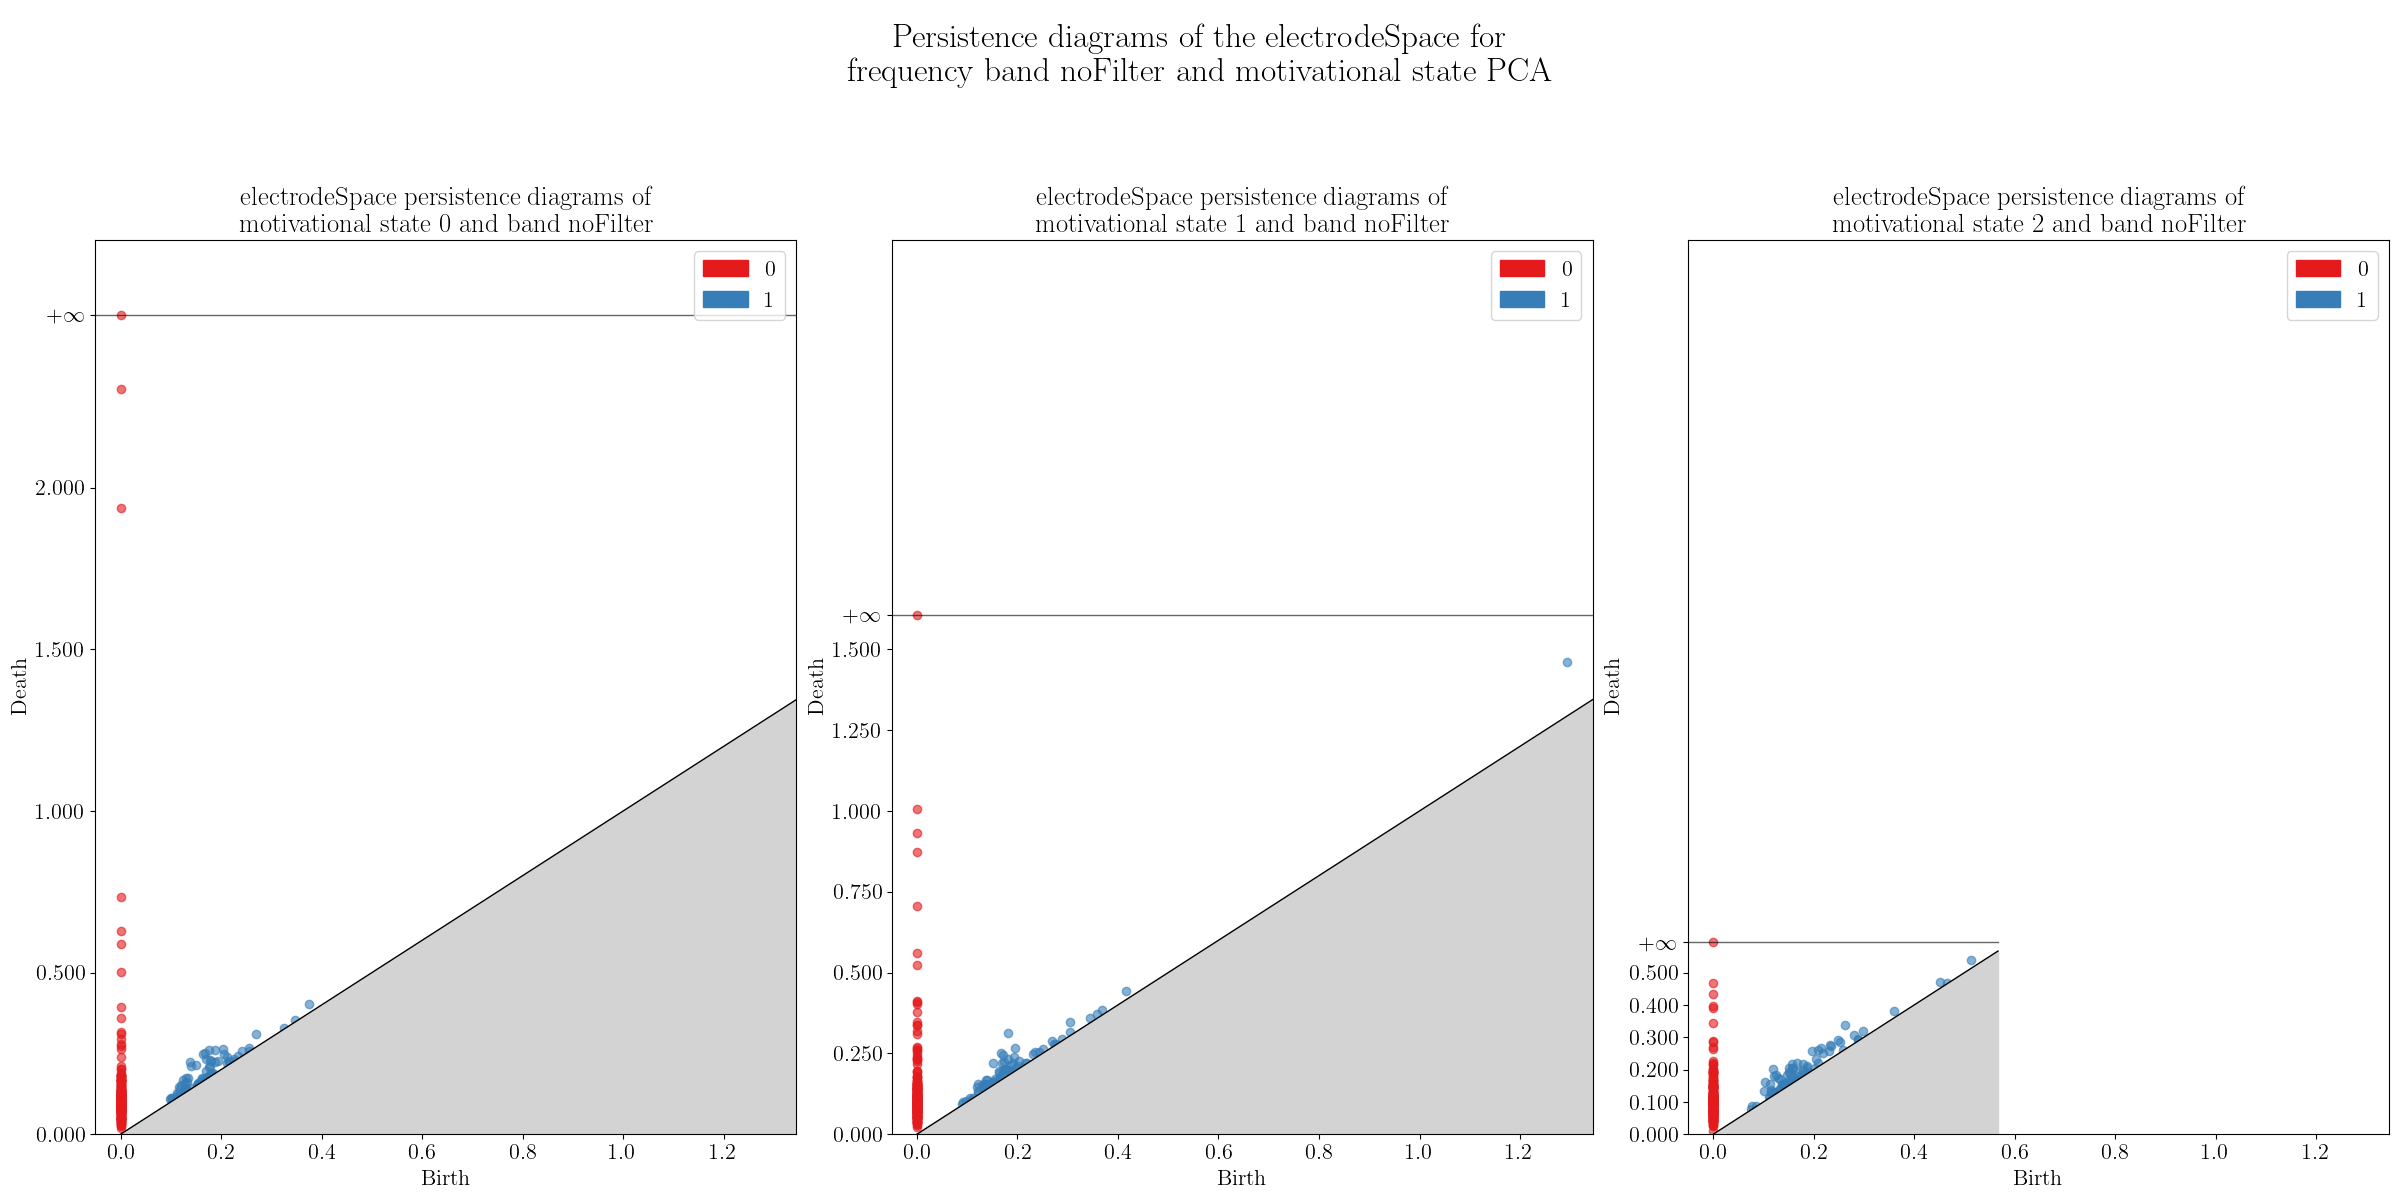 Persistence diagrams of the electrodeSpace for
frequency band noFilter and motivational state PCA
electrodeSpace persistence diagrams of
motivational state 0 and band noFilter
0
1
+∞
2.000
1.500
1.000
0.500
0.000
Death
0.0 0.2 0.4 0.6 0.8 1.0 1.2
Birth
electrodeSpace persistence diagrams of
motivational state 1 and band noFilter
0
1
+∞
1.500
1.250
1.000
0.750
0.500
0.250
0.000
Death
0.0 0.2 0.4 0.6 0.8 1.0 1.2
Birth
electrodeSpace persistence diagrams of
motivational state 2 and band noFilter
0
1
+∞
0.500
0.400
0.300
0.200
0.100
0.000
Death
0.0 0.2 0.4 0.6 0.8 1.0 1.2
Birth